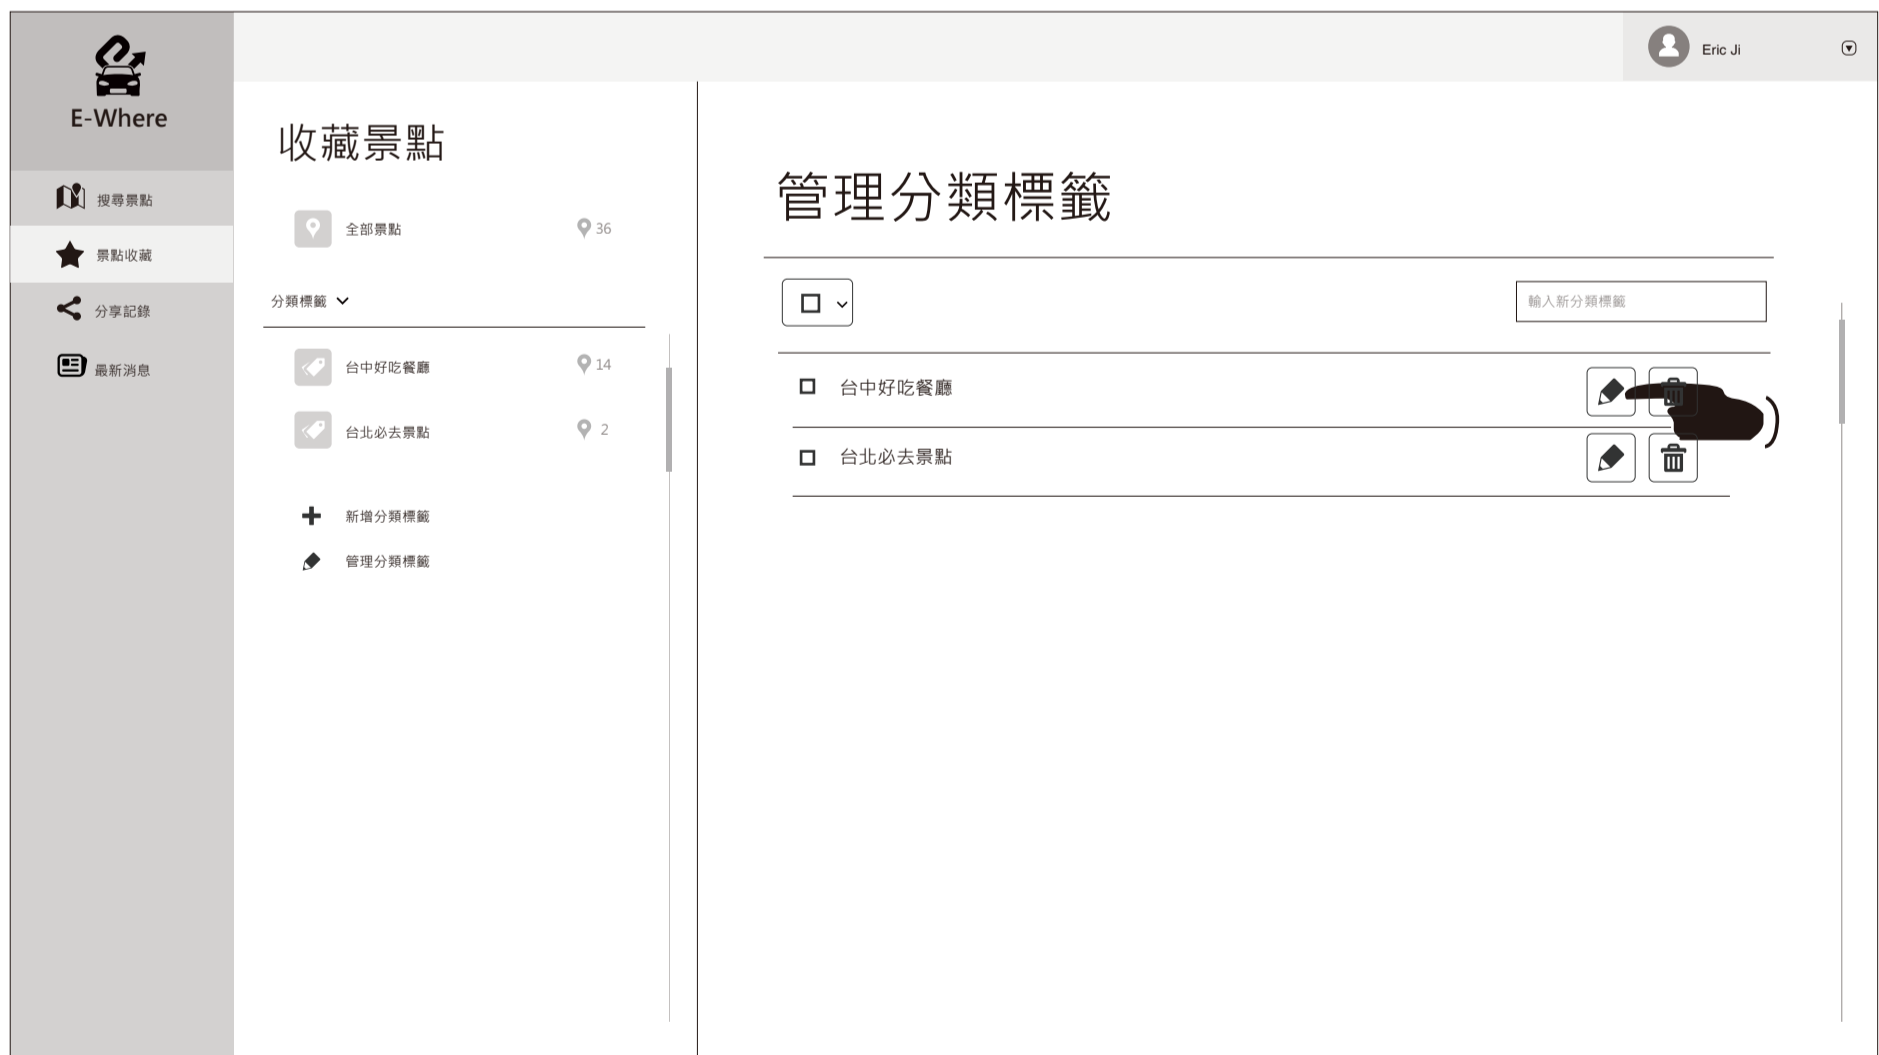 E-Where
Eric Ji
搜尋景點
景點收藏
分享記錄
最新消息
收藏景點
全部景點 36
分類標籤
台中好吃餐廳 14
台北必去景點 2
新增分類標籤
管理分類標籤
管理分類標籤
輸入新分類標籤
台中好吃餐廳
台北必去景點